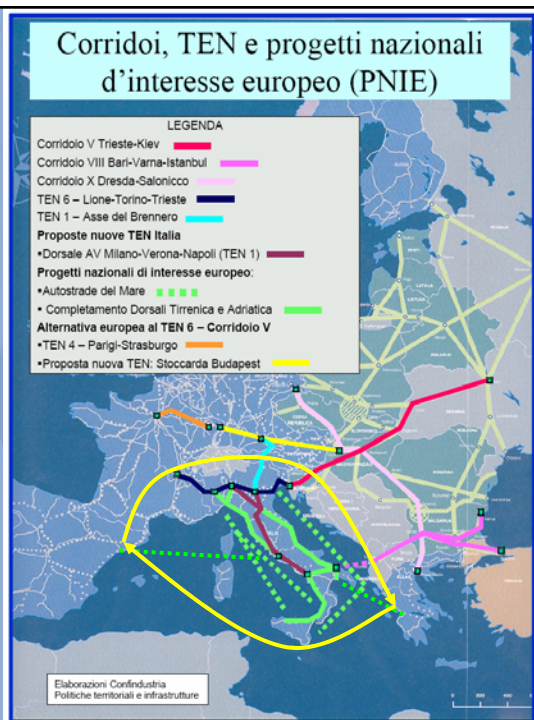 Corridoi, TEN e progetti nazionali
d'interesse europeo (PNIE)
LEGENDA
Corridoio V Trieste-Kiev
Corridoio VIII Bari-Varna-Istanbul
Corridoio X Dresda-Salonicco
TEN 6 – Lione-Torino-Trieste
TEN 1 – Asse del Brennero
Proposte nuove TEN Italia
▪Dorsale AV Milano-Verona-Napoli (TEN 1)
Progetti nazionali di interesse europeo:
▪Autostrade del Mare
▪ Completamento Dorsali Tirrenica e Adriatica
Alternativa europea al TEN 6 – Corridoio V
▪TEN 4 – Parigi-Strasburgo
▪Proposta nuova TEN: Stoccarda Budapest
Elaborazioni Confindustria
Politiche territoriali e infrastrutture